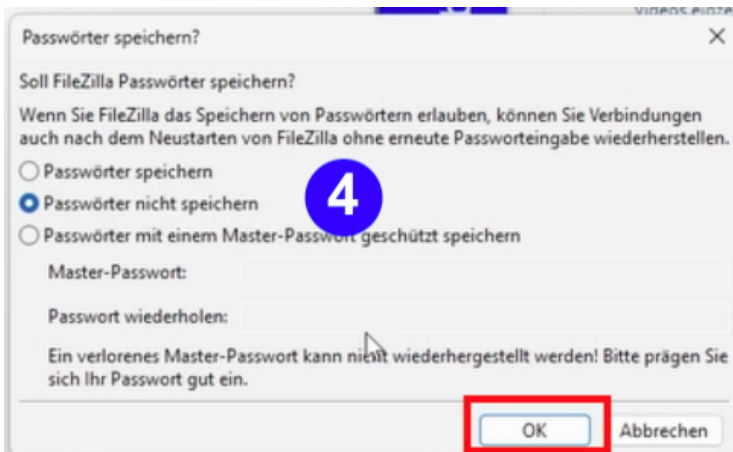 Videos einze
Passwörter speichern?
Soll FileZilla Passwörter speichern?
Wenn Sie FileZilla das Speichern von Passwörtern erlauben, können Sie Verbindungen
auch nach dem Neustarten von FileZilla ohne erneute Passworteingabe wiederherstellen.
Passwörter speichern
Passwörter nicht speichern
4
Passwörter mit einem Master-Passwort geschützt speichern
Master-Passwort:
Passwort wiederholen:
Ein verlorenes Master-Passwort kann nicht wiederhergestellt werden! Bitte prägen Sie
sich Ihr Passwort gut ein.
OK Abbrechen